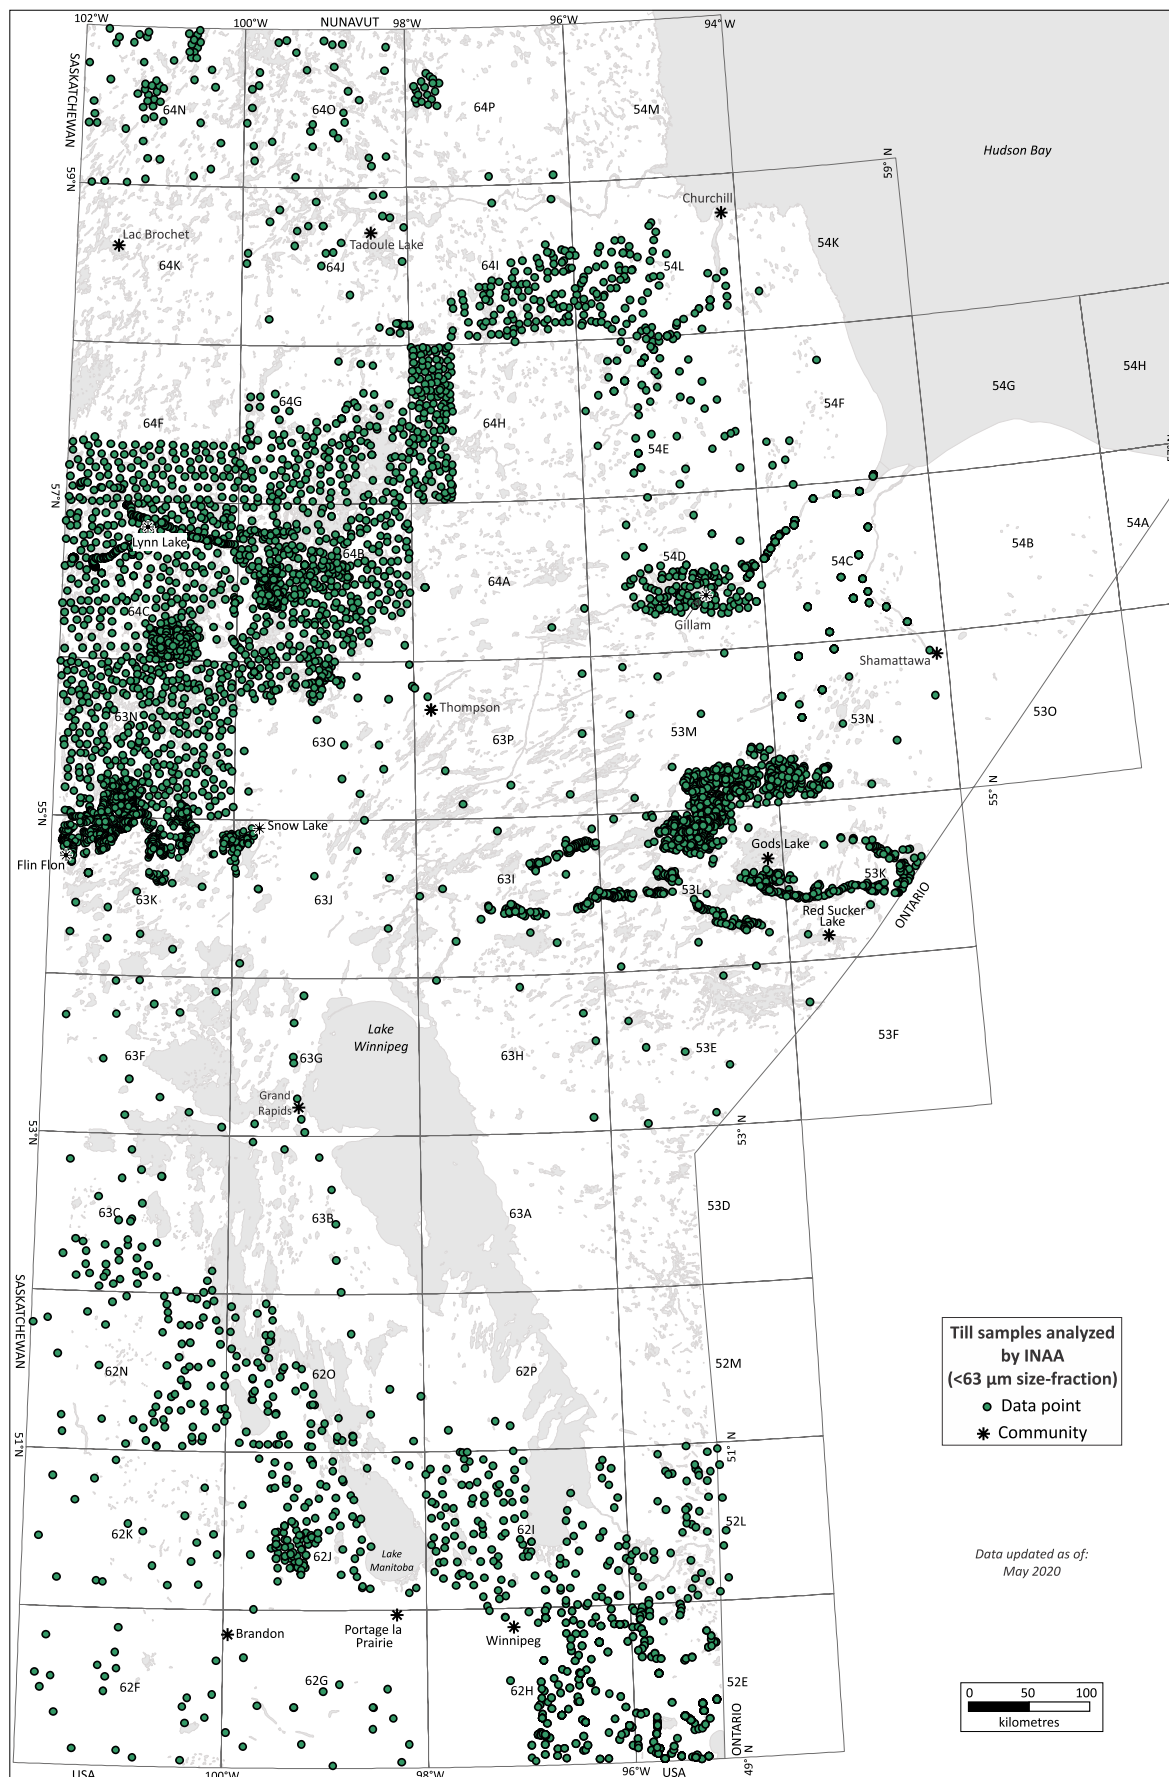 102°W
100°W
NUNAVUT
98°W
96°W
94°W
SASKATCHEWAN
64N
64O
64P
54M
Hudson Bay
59°N
59° N
Churchill
Lac Brochet
Tadoule Lake
64K
64J
64I
54L
54K
54G
54H
64F
64G
64H
54E
54F
57°N
Lynn Lake
64B
64A
54D
54C
54B
54A
64C
Gillam
Shamattawa
63N
Thompson
63O
63P
53M
53N
53O
55°N
55° N
Snow Lake
Flin Flon
Gods Lake
63K
63J
63I
53L
53K
Red Sucker
Lake
ONTARIO
Lake
Winnipeg
63F
63G
63H
53E
53F
Grand
Rapids
53°N
53° N
63C
63B
63A
53D
SASKATCHEWAN
62N
62O
62P
52M
Till samples analyzed
by INAA
(<63 µm size-fraction)
Data point
Community
51°N
51° N
62K
62J
62I
52L
Lake
Manitoba
Data updated as of:
May 2020
Brandon
Portage la
Prairie
Winnipeg
62F
62G
62H
52E
0 50 100
kilometres
ONTARIO
49° N
USA
100°W
98°W
96°W
USA